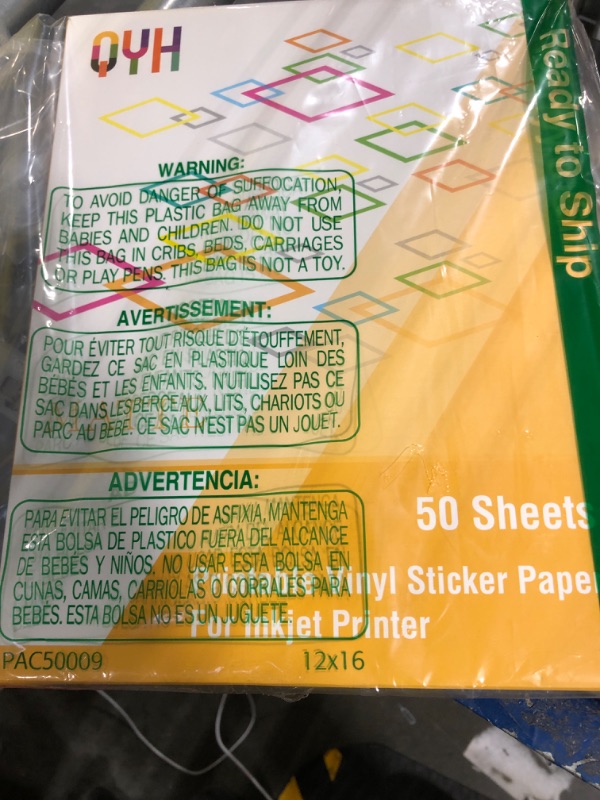 QYH
Ready to Ship
WARNING:
TO AVOID DANGER OF SUFFOCATION,
KEEP THIS PLASTIC BAG AWAY FROM
BABIES AND CHILDREN. DO NOT USE
THIS BAG IN CRIBS, BEDS, CARRIAGES
OR PLAY PENS. THIS BAG IS NOT A TOY.
AVERTISSEMENT:
POUR ÉVITER TOUT RISQUE D'ÉTOUFFEMENT,
GARDEZ CE SAC EN PLASTIQUE LOIN DES
BÉBÉS ET LES ENFANTS. N'UTILISEZ PAS CE
SAC DANS LES BERCEAUX, LITS, CHARIOTS OU
PARC AU BÉBÉ. CE SAC N'EST PAS UN JOUET.
ADVERTENCIA:
PARA EVITAR EL PELIGRO DE ASFIXIA, MANTENGA
ESTA BOLSA DE PLASTICO FUERA DEL ALCANCE
DE BEBÉS Y NIÑOS, NO USAR ESTA BOLSA EN
CUNAS, CAMAS, CARRIOLAS O CORRALES PARA
BEBÉS. ESTA BOLSA NO ES UN JUGUETE.
50 Sheets
Vinyl Sticker Pape
For Inkjet Printer
PAC50009 12x16